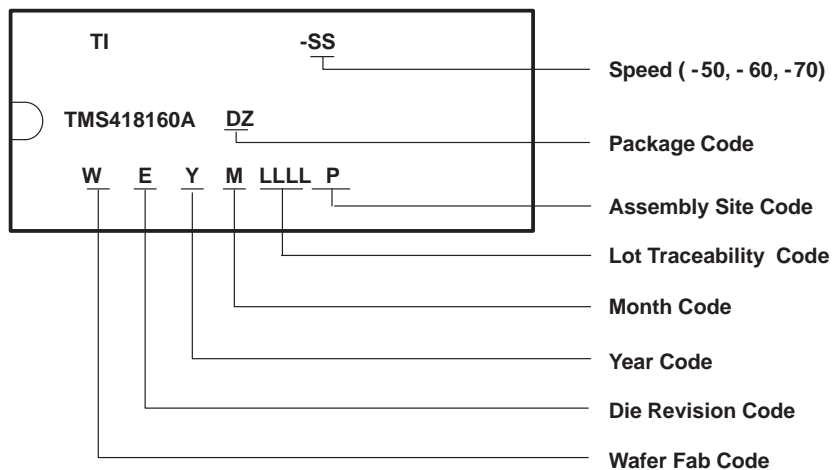 TI -SS
Speed ( -50, - 60, -70)
TMS418160A DZ
Package Code
W E Y M LLLL P
Assembly Site Code
Lot Traceability Code
Month Code
Year Code
Die Revision Code
Wafer Fab Code